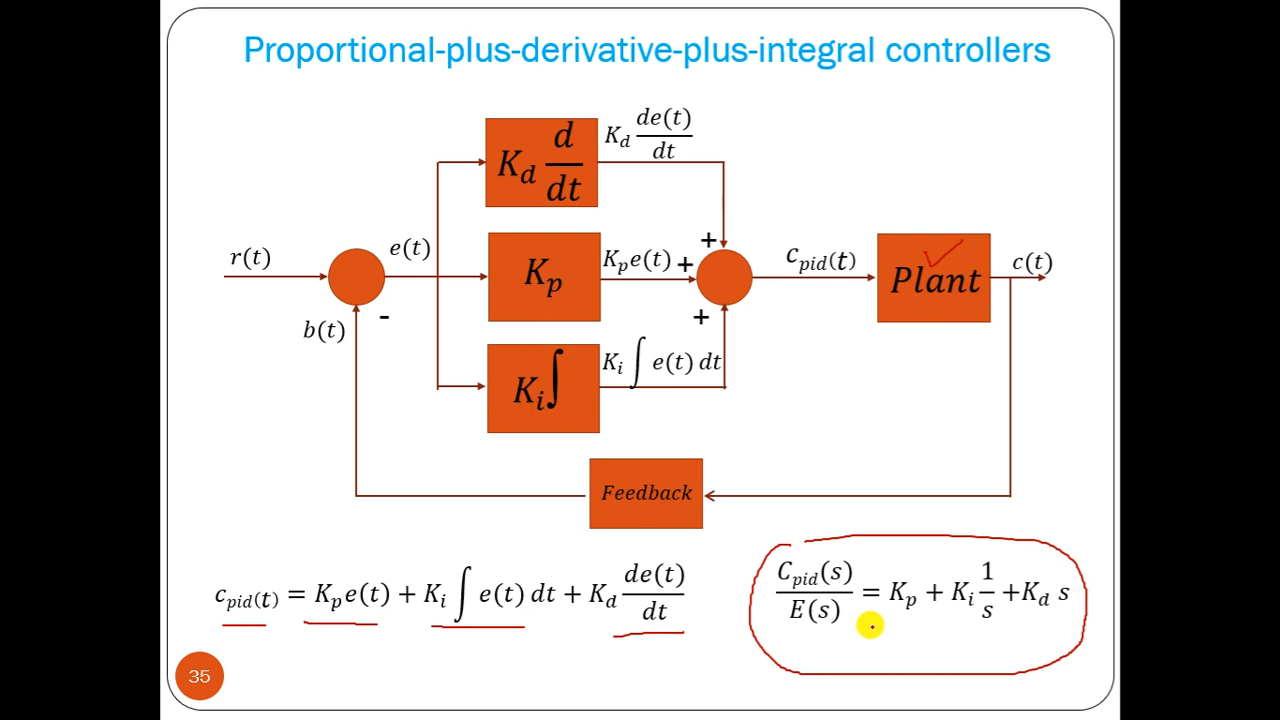 Proportional-plus-derivative-plus-integral controllers
K_d d/dt
K_d de(t)/dt
r(t)
e(t)
K_p
K_p e(t)
+
+
+
c_pid(t)
Plant
c(t)
b(t)
-
K_i ∫
K_i ∫ e(t) dt
Feedback
c_pid(t) = K_p e(t) + K_i ∫ e(t) dt + K_d de(t)/dt
C_pid(s)/E(s) = K_p + K_i 1/s +K_d s
35